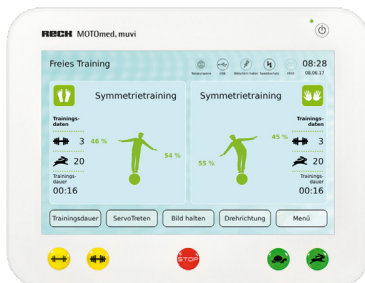 RECK MOTOmed. muvi
Freies Training
USB
08:28
08.06.17
Symmetrietraining
Symmetrietraining
Trainings-
daten
3
46 %
54 %
20
Trainings-
dauer
00:16
45 %
55 %
Trainings-
daten
3
20
Trainings-
dauer
00:16
Trainingsdauer
ServoTreten
Bild halten
Drehrichtung
Menü
STOP